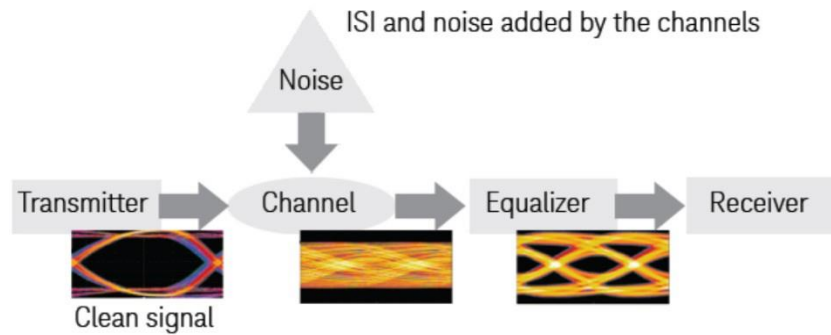 ISI and noise added by the channels
Noise
Transmitter
Channel
Equalizer
Receiver
Clean signal